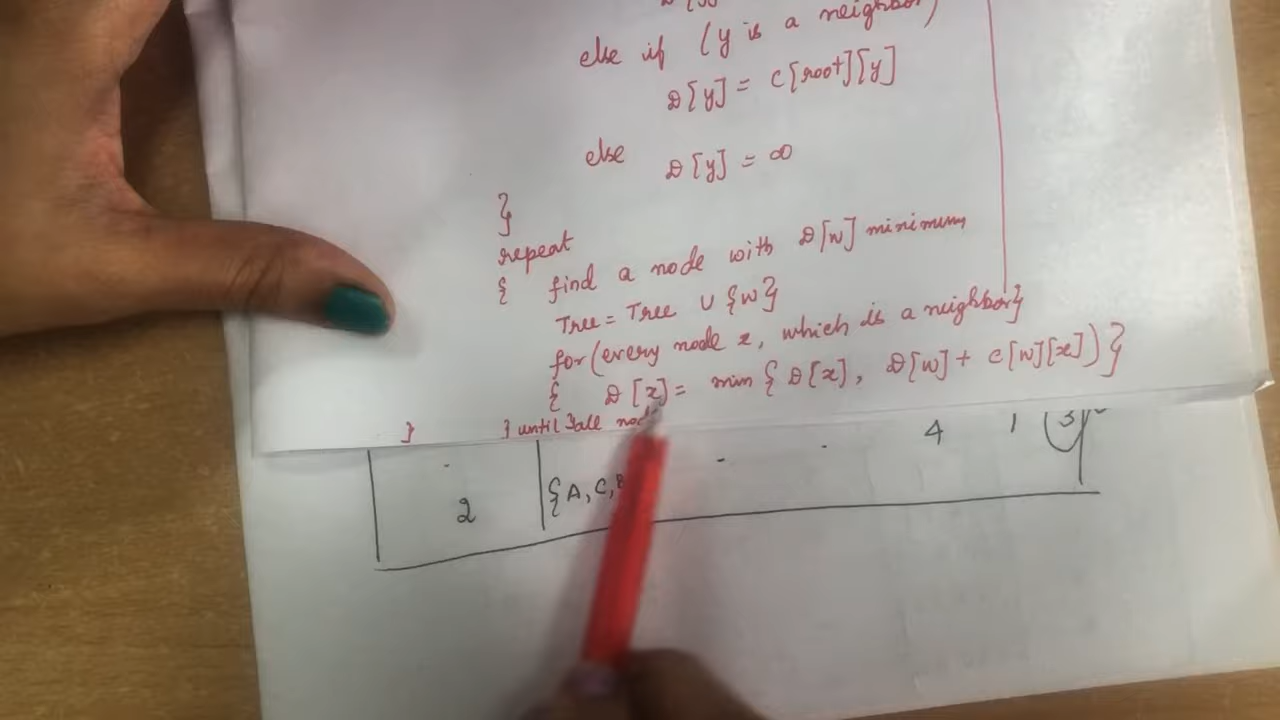 else if (y is a neighbor)
D[y] = C[root][y]
else D[y] = ∞
}
repeat
{ find a node with D[w] minimum
Tree = Tree ∪ {w}
for (every node x, which is a neighbor}
{ D[x] = min { D[x], D[w] + C[w][x])}
} } until all
4 1 3
2 {A, C, B